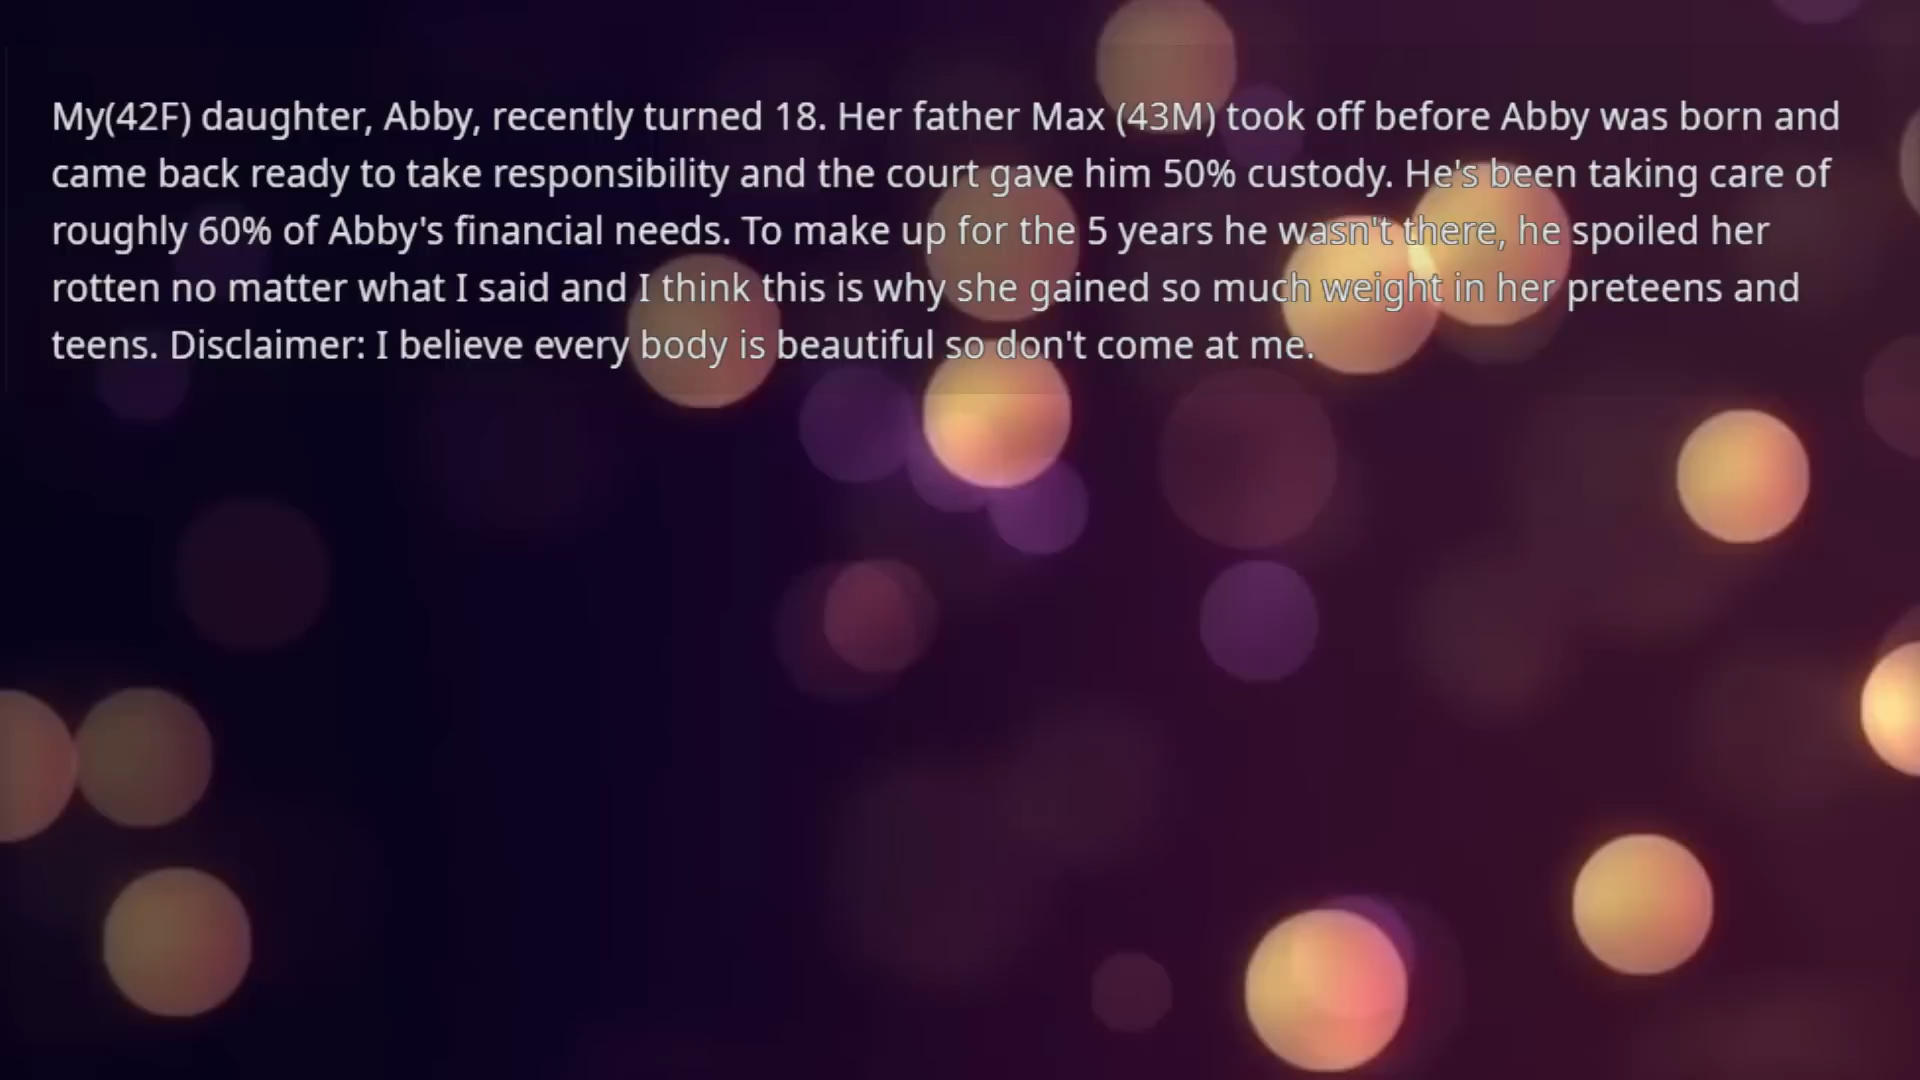 My(42F) daughter, Abby, recently turned 18. Her father Max (43M) took off before Abby was born and
came back ready to take responsibility and the court gave him 50% custody. He's been taking care of
roughly 60% of Abby's financial needs. To make up for the 5 years he wasn't there, he spoiled her
rotten no matter what I said and I think this is why she gained so much weight in her preteens and
teens. Disclaimer: I believe every body is beautiful so don't come at me.